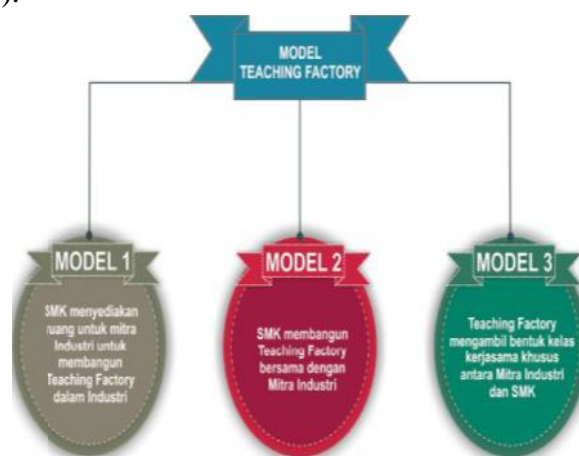 ).
MODEL
TEACHING FACTORY
MODEL 1
SMK menyediakan
ruang untuk mitra
Industri untuk
membangun
Teaching Factory
dalam Industri
MODEL 2
SMK membangun
Teaching Factory
bersama dengan
Mitra Industri
MODEL 3
Teaching Factory
mengambil bentuk kelas
kerjasama khusus
antara Mitra Industri
dan SMK